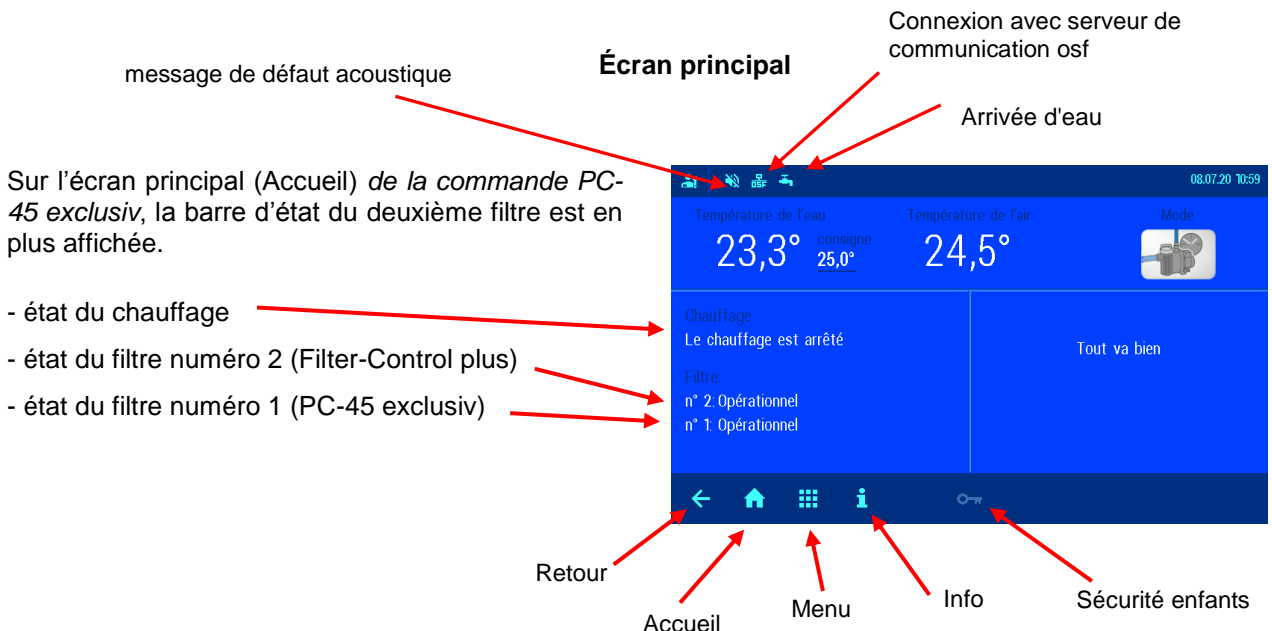 Connexion avec serveur de
communication osf
Écran principal
message de défaut acoustique
Arrivée d'eau
Sur l'écran principal (Accueil) de la commande PC-
45 exclusiv, la barre d'état du deuxième filtre est en
plus affichée.
- état du chauffage
- état du filtre numéro 2 (Filter-Control plus)
- état du filtre numéro 1 (PC-45 exclusiv)
OSF
08.07.20 10:59
Température de l'eau
Température de l'air
Mode
23,3°
consigne
25,0°
24,5°
Chauffage:
Le chauffage est arrêté
Tout va bien
Filtre:
n° 2: Opérationnel
n° 1: Opérationnel
Retour
Accueil
Menu
Info
Sécurité enfants